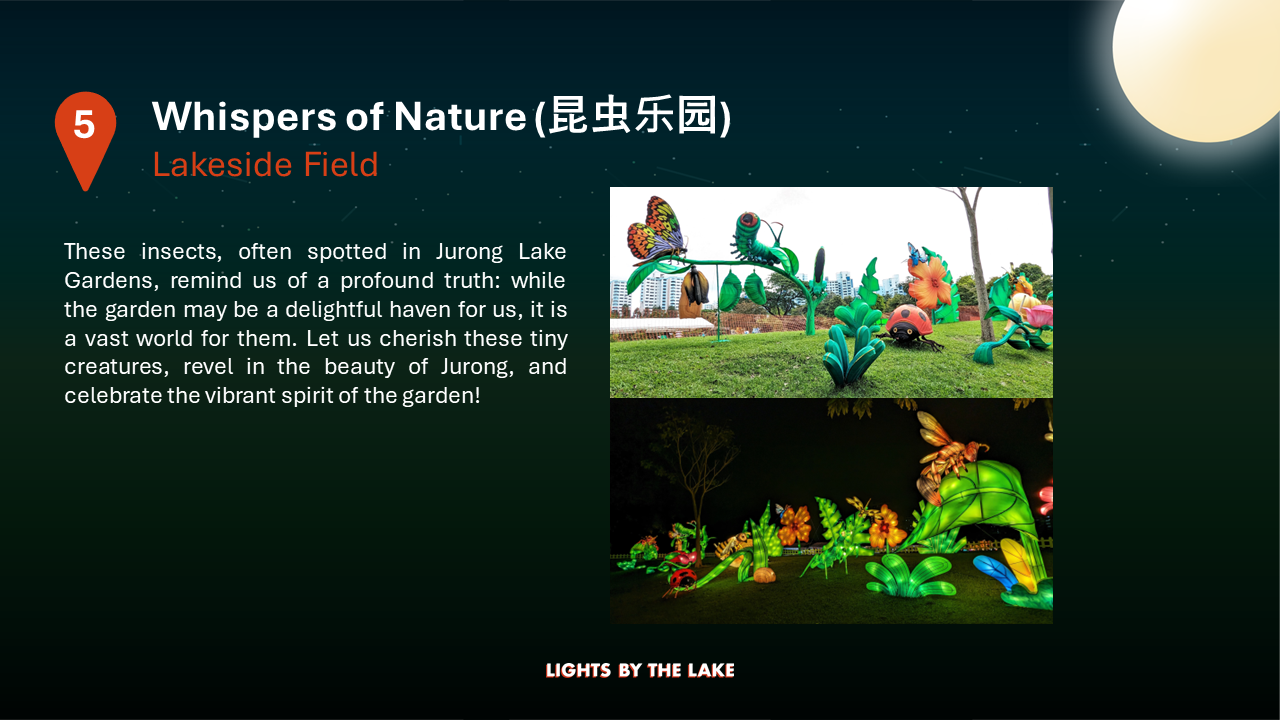 5
Whispers of Nature (昆虫乐园)
Lakeside Field
These insects, often spotted in Jurong Lake
Gardens, remind us of a profound truth: while
the garden may be a delightful haven for us, it is
a vast world for them. Let us cherish these tiny
creatures, revel in the beauty of Jurong, and
celebrate the vibrant spirit of the garden!
LIGHTS BY THE LAKE